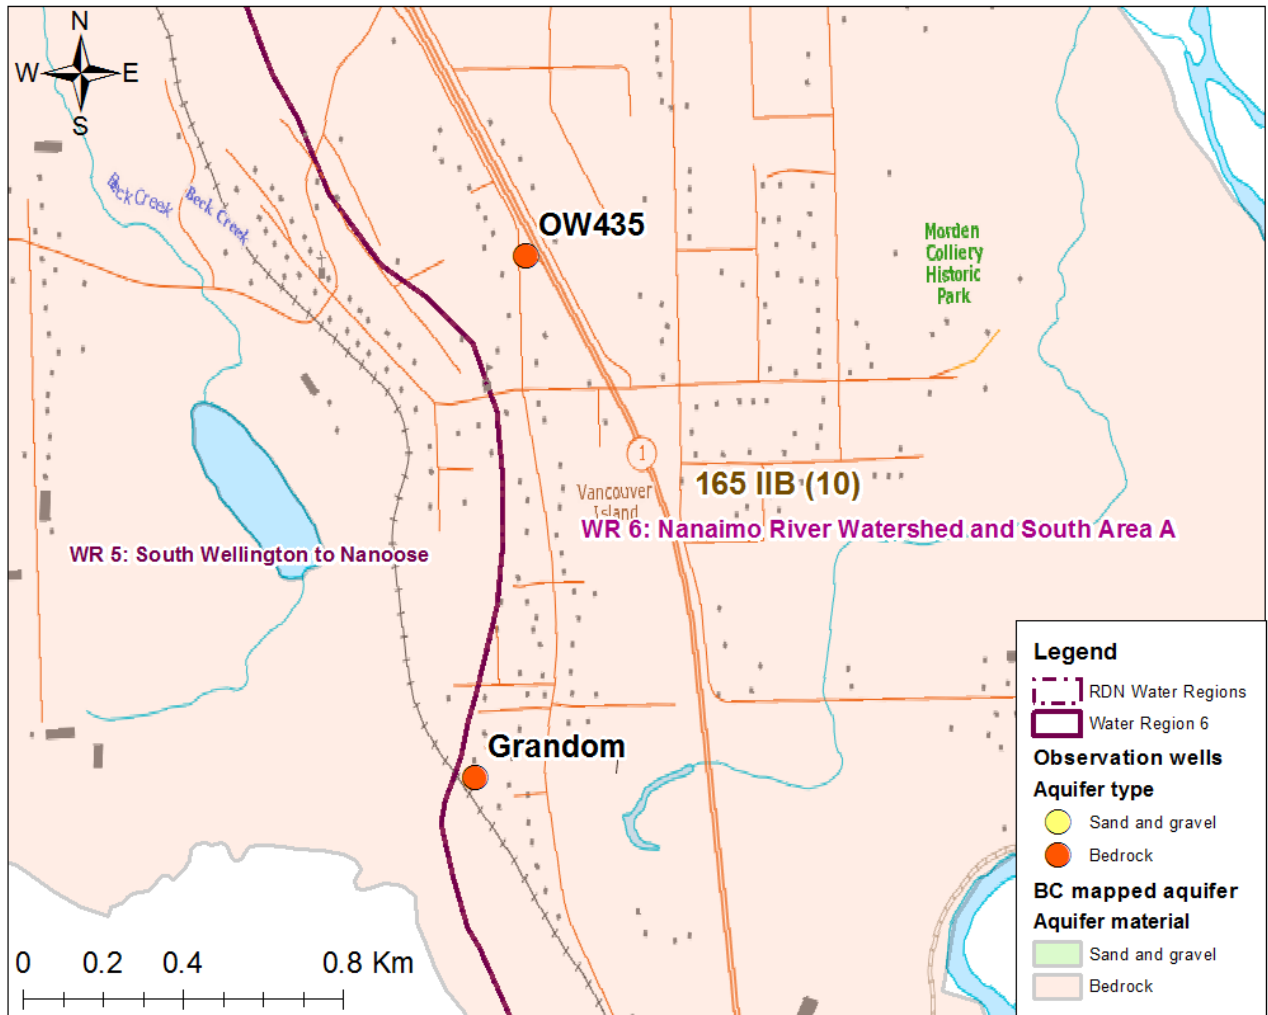 N
W
E
S
Beck Creek
Beck Creek
OW435
Morden
Colliery
Historic
Park
1
165 IIB (10)
Vancouver
Island
WR 6: Nanaimo River Watershed and South Area A
WR 5: South Wellington to Nanoose
Grandom
Legend
RDN Water Regions
Water Region 6
Observation wells
Aquifer type
Sand and gravel
Bedrock
BC mapped aquifer
Aquifer material
Sand and gravel
Bedrock
0 0.2 0.4 0.8 Km